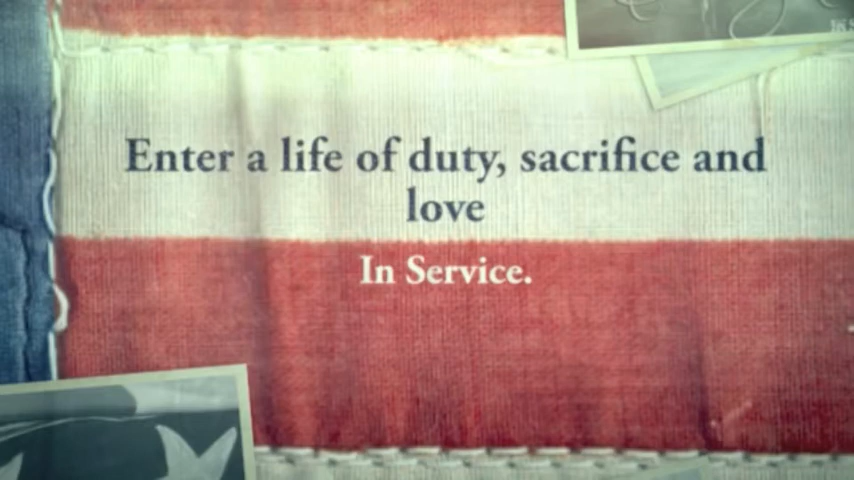 Enter a life of duty, sacrifice and
love
In Service.